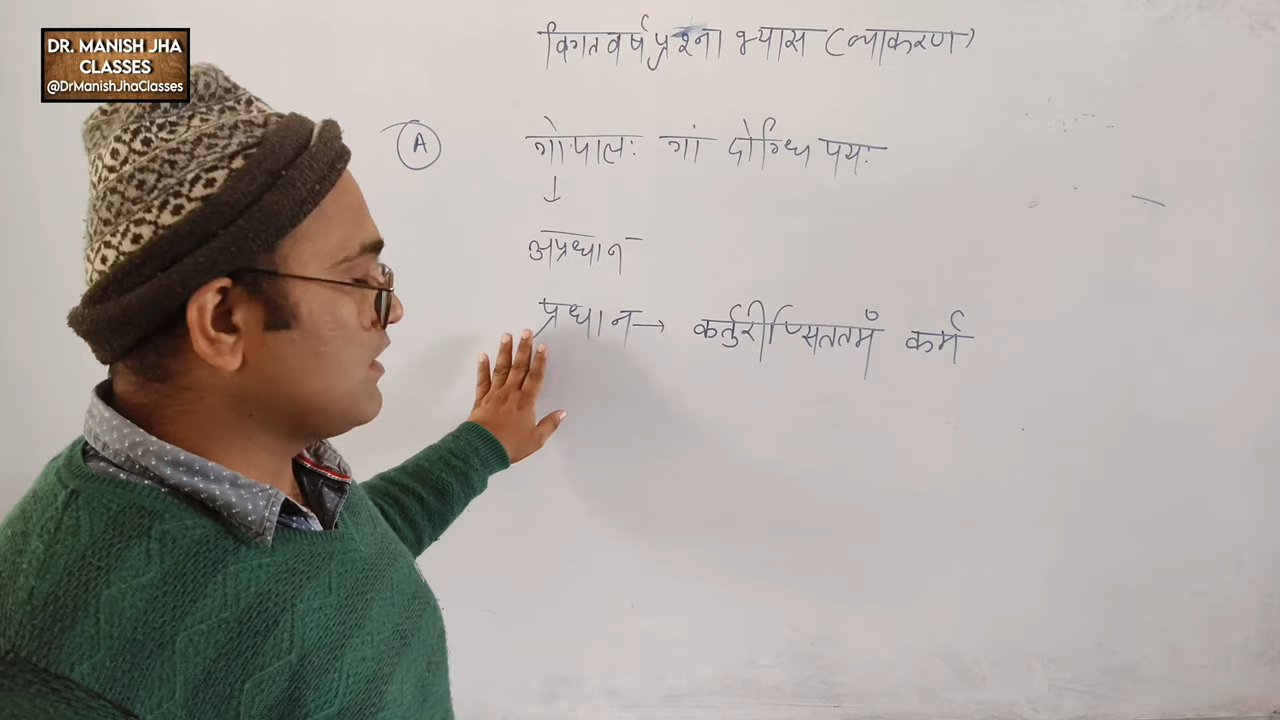 DR. MANISH JHA
CLASSES
@DrManishJhaClasses
विगतवर्षप्रश्ना भ्यास (व्याकरण)
A गोपालः गां दोग्धि पयः
↓
अप्रधान
प्रधान → कर्तुरीप्सिततमं कर्म